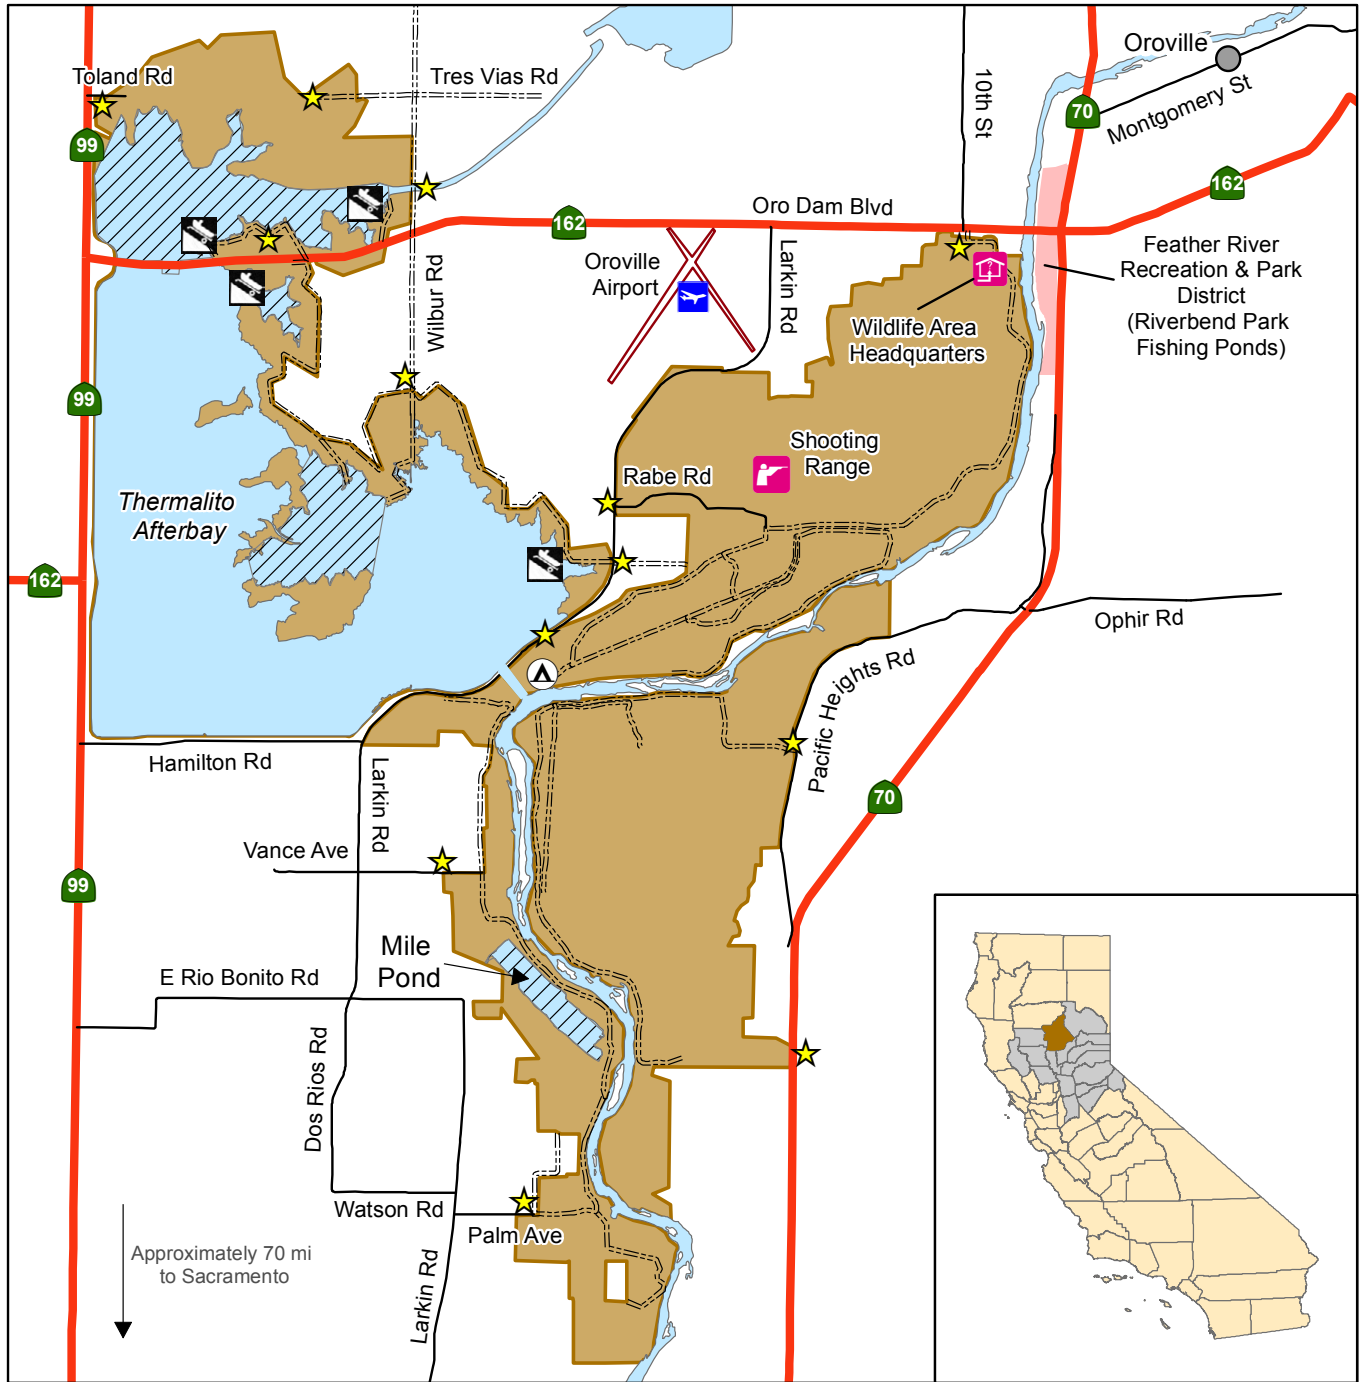 Oroville
Toland Rd
Tres Vias Rd
10th St
70
Montgomery St
99
162
Oro Dam Blvd
162
Feather River
Recreation & Park
District
(Riverbend Park
Fishing Ponds)
Oroville
Airport
Larkin Rd
Wilbur Rd
Wildlife Area
Headquarters
99
Shooting
Range
Rabe Rd
Thermalito
Afterbay
162
Ophir Rd
Pacific Heights Rd
Hamilton Rd
Larkin Rd
70
Vance Ave
99
Mile
Pond
E Rio Bonito Rd
Dos Rios Rd
Watson Rd
Palm Ave
Approximately 70 mi
to Sacramento
Larkin Rd